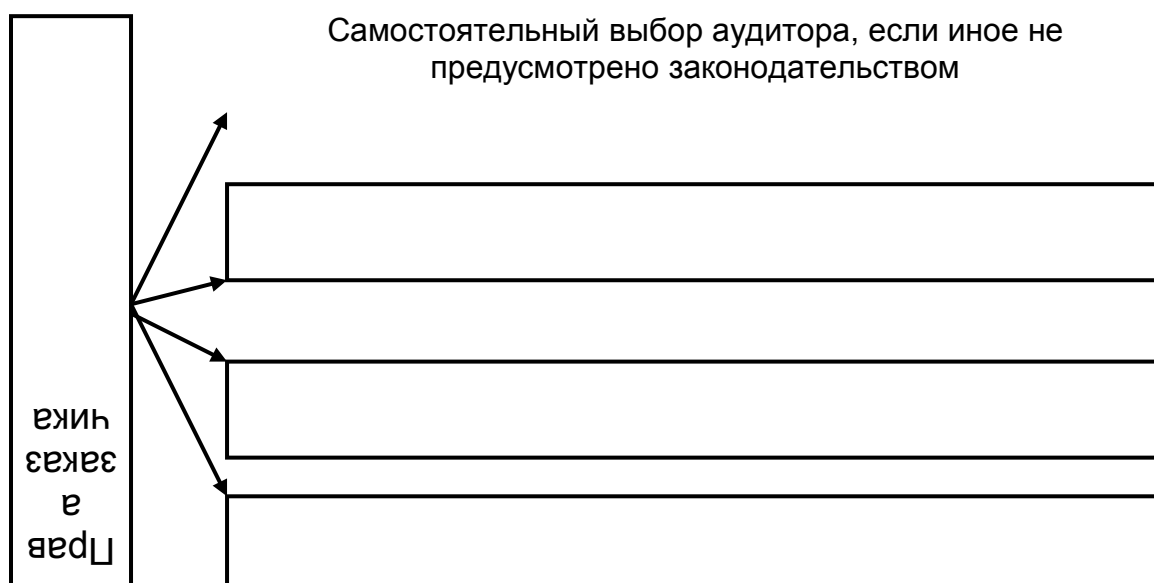 Самостоятельный выбор аудитора, если иное не
предусмотрено законодательством
Прав
а
заказ
чика